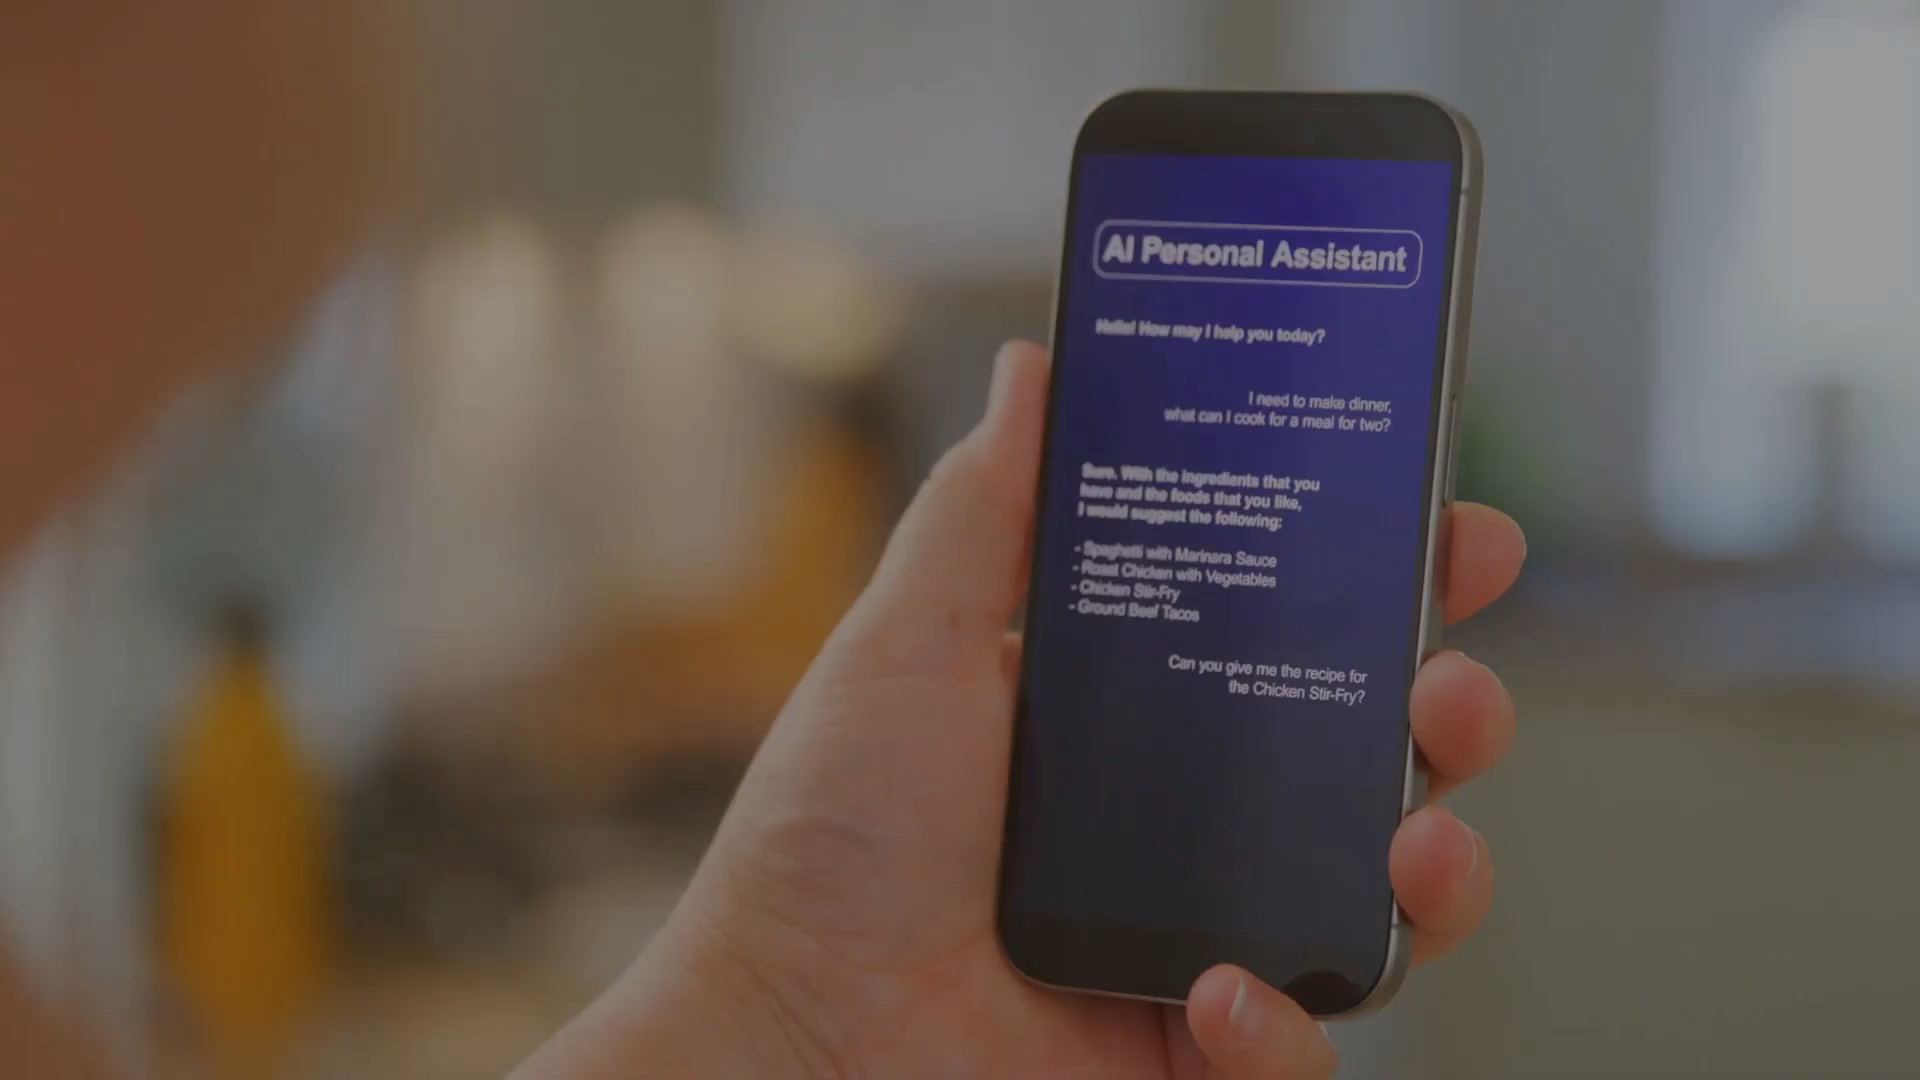 AI Personal Assistant
Hello! How may I help you today?
I need to make dinner,
what can I cook for a meal for two?
Sure. With the ingredients that you
have and the foods that you like,
I would suggest the following:
- Spaghetti with Marinara Sauce
- Roast Chicken with Vegetables
- Chicken Stir-Fry
- Ground Beef Tacos
Can you give me the recipe for
the Chicken Stir-Fry?